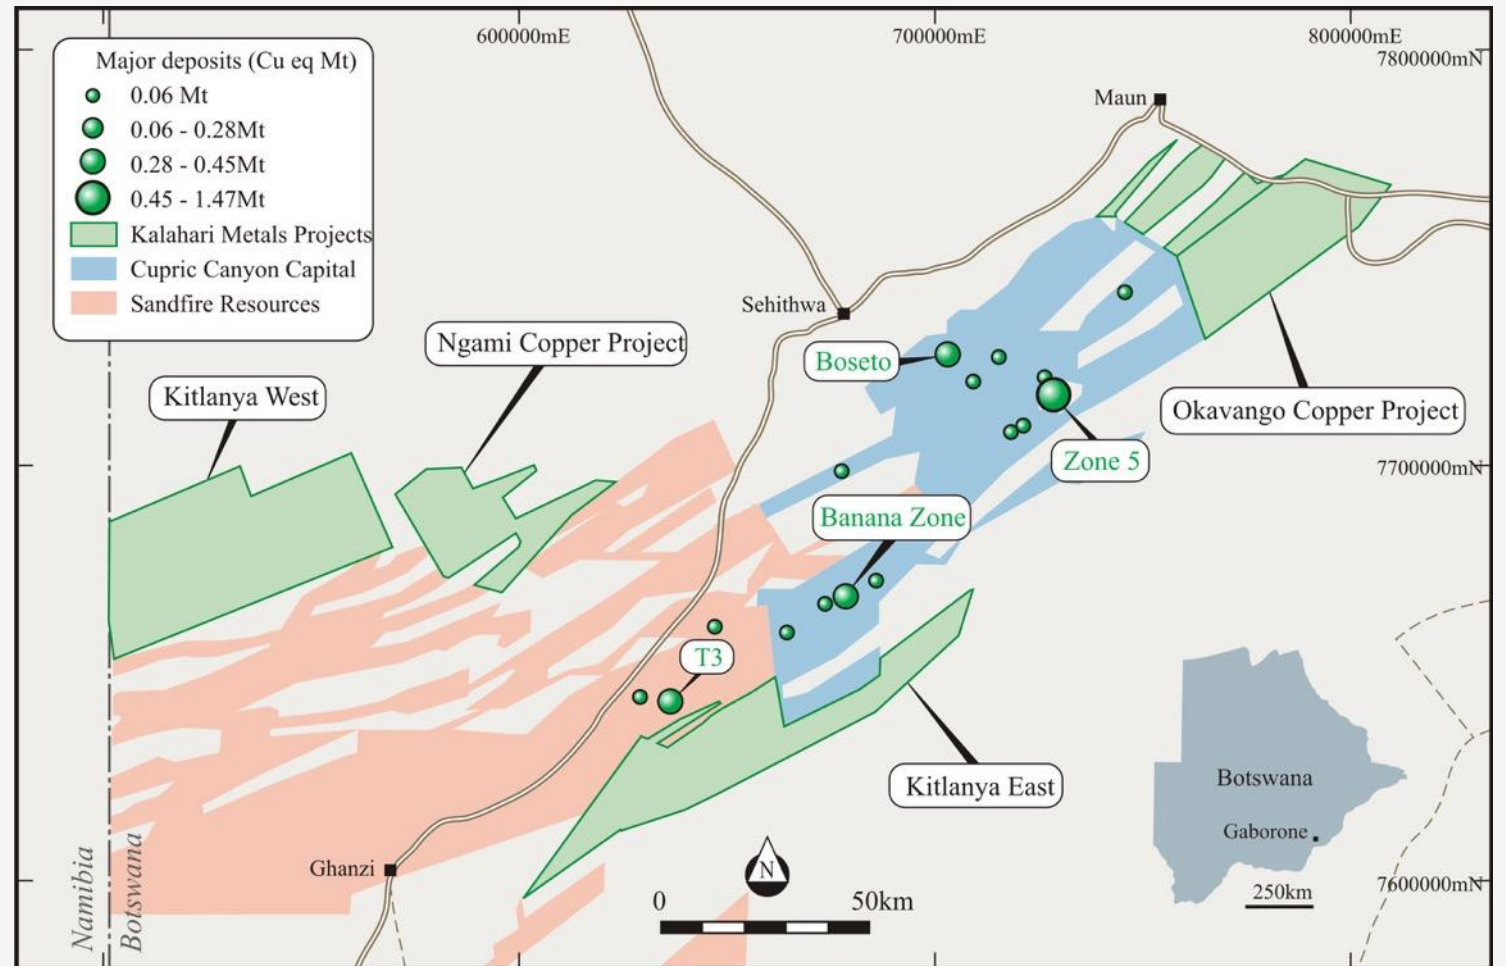 600000mE
700000mE
800000mE
7800000mN
Major deposits (Cu eq Mt)
0.06 Mt
0.06 - 0.28Mt
0.28 - 0.45Mt
0.45 - 1.47Mt
Kalahari Metals Projects
Cupric Canyon Capital
Sandfire Resources
Maun
Sehithwa
Ngami Copper Project
Boseto
Kitlanya West
Okavango Copper Project
Zone 5
7700000mN
Banana Zone
T3
Kitlanya East
Botswana
Gaborone
250km
Ghanzi
N
0
50km
7600000mN
Namibia
Botswana